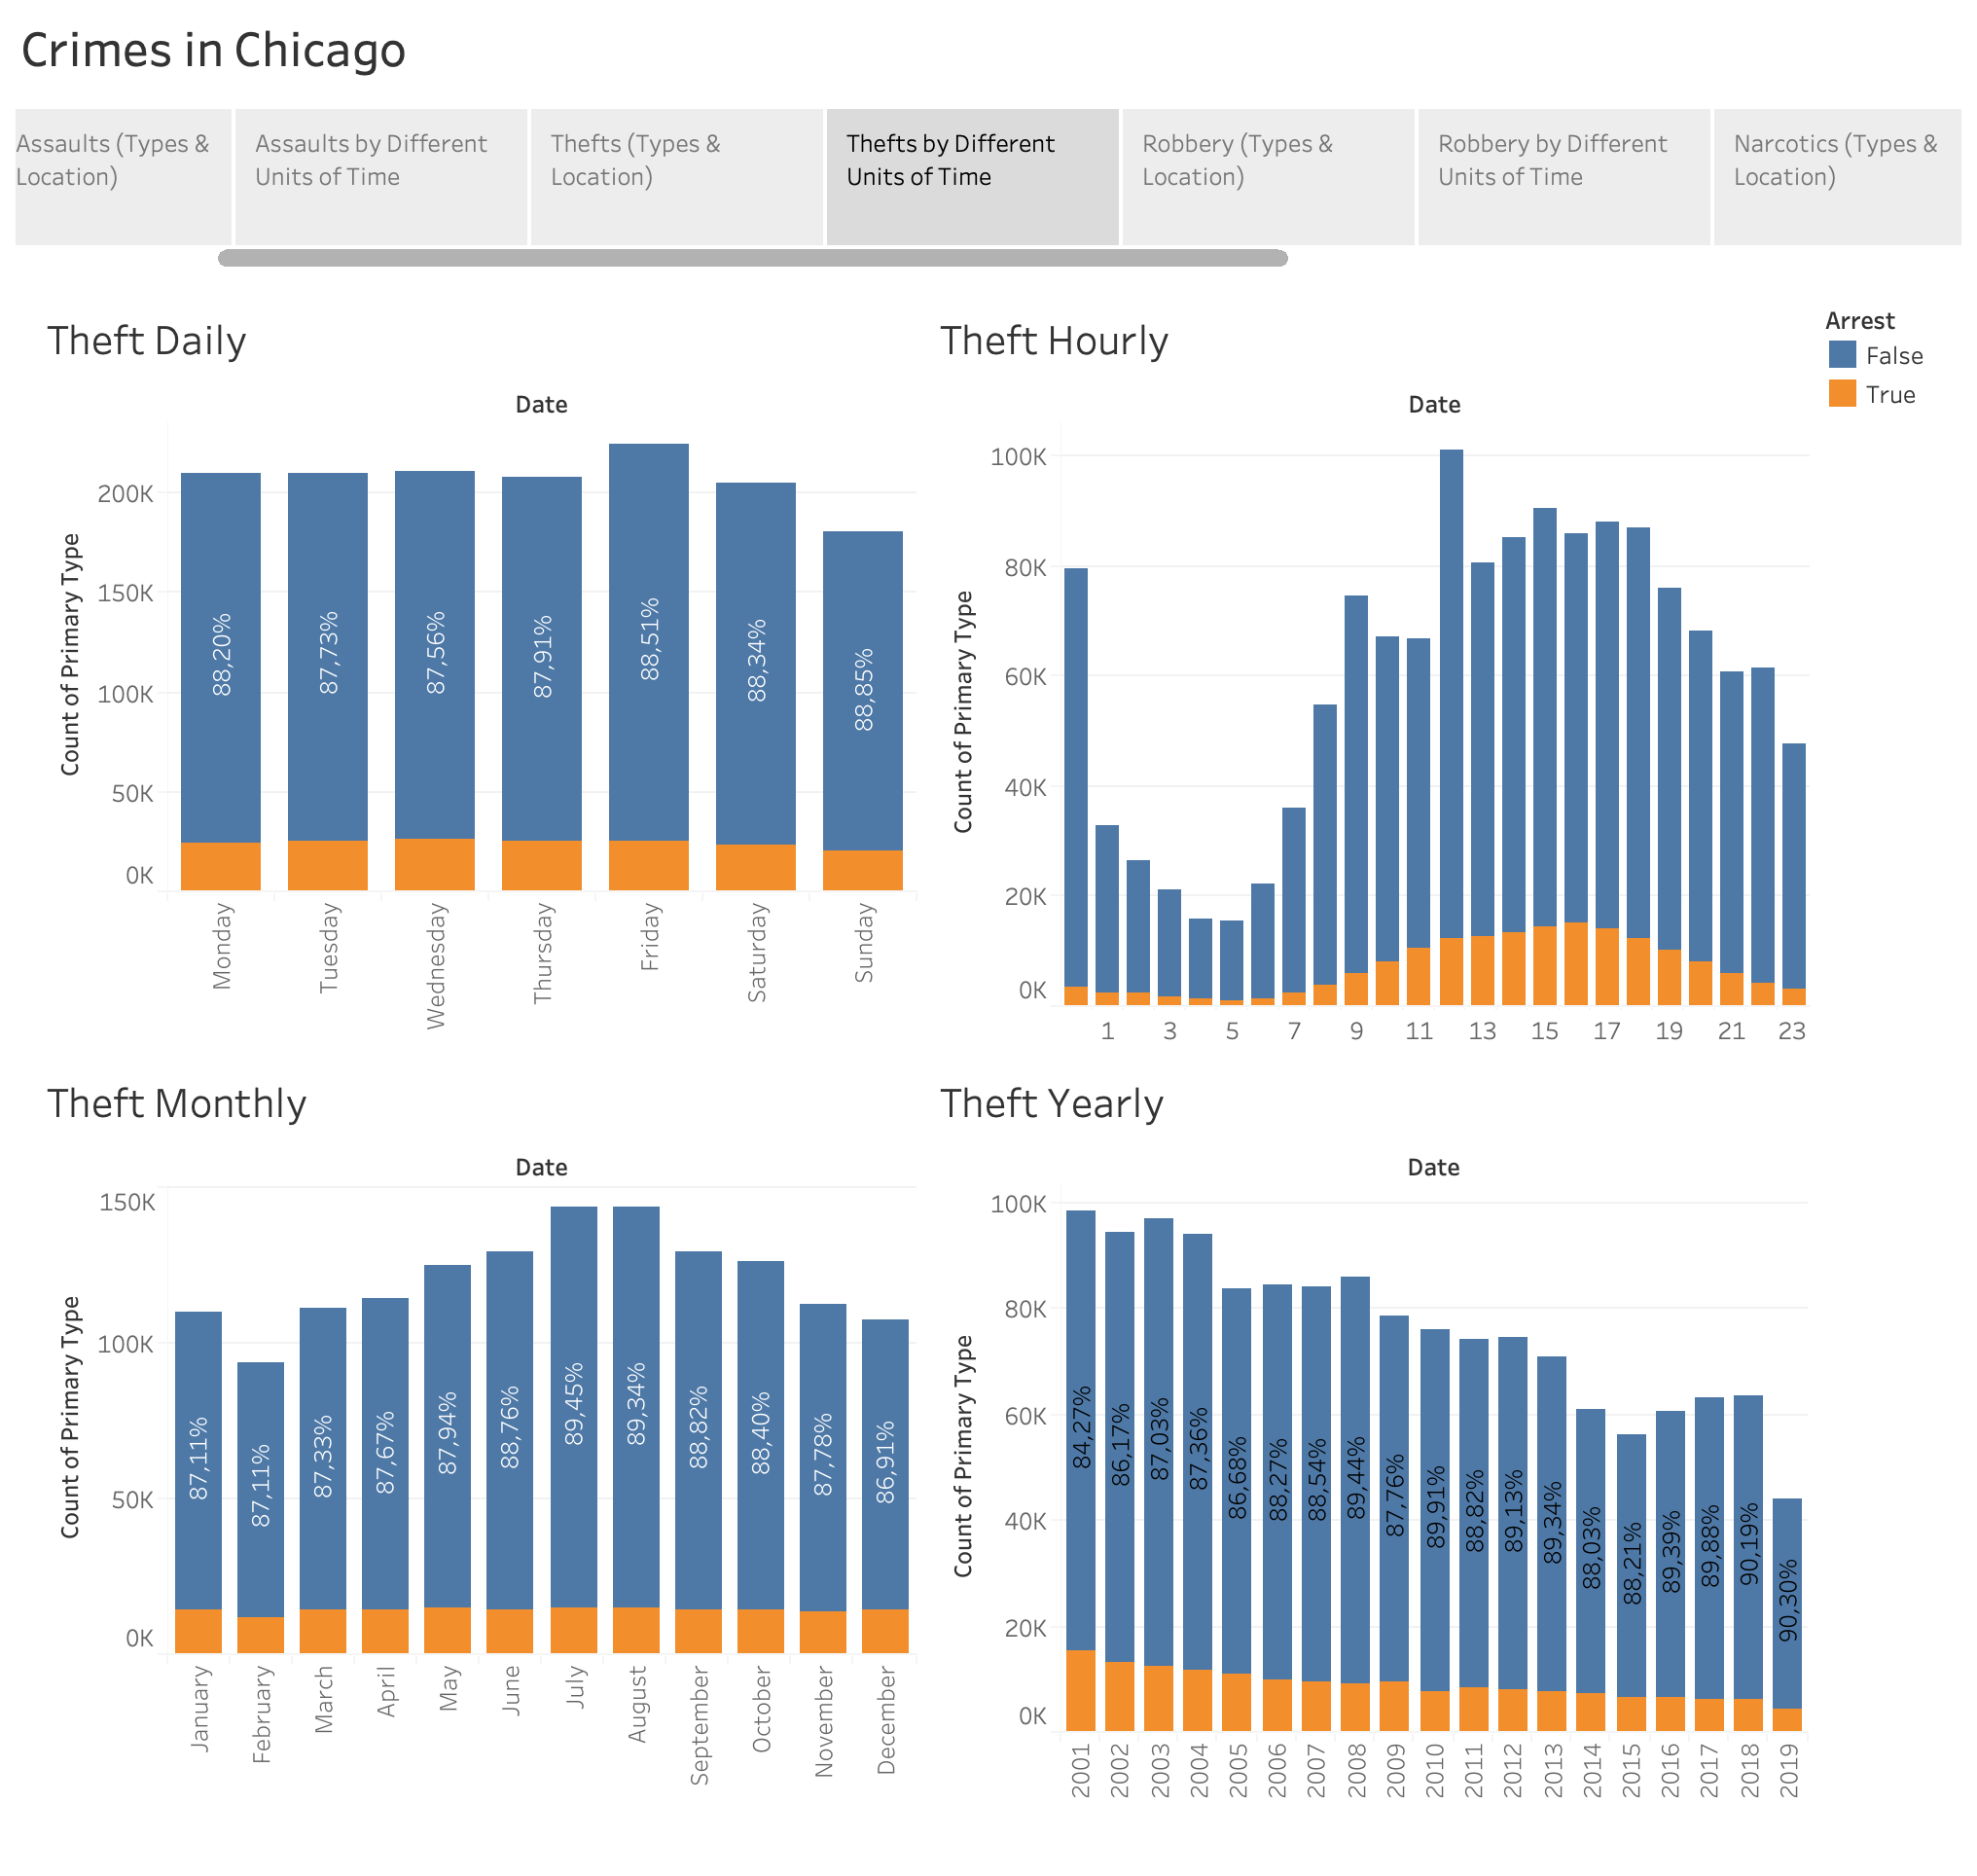 Crimes in Chicago
Assaults (Types &
Location)
Assaults by Different
Units of Time
Thefts (Types &
Location)
Thefts by Different
Units of Time
Robbery (Types &
Location)
Robbery by Different
Units of Time
Narcotics (Types &
Location)
Theft Daily
Date
Count of Primary Type
200K
150K
100K
50K
0K
88,20%
87,73%
87,56%
87,91%
88,51%
88,34%
88,85%
Monday
Tuesday
Wednesday
Thursday
Friday
Saturday
Sunday
Theft Hourly
Date
Count of Primary Type
100K
80K
60K
40K
20K
0K
1 3 5 7 9 11 13 15 17 19 21 23
Arrest
False
True
Theft Monthly
Date
Count of Primary Type
150K
100K
50K
0K
87,11%
87,11%
87,33%
87,67%
87,94%
88,76%
89,45%
89,34%
88,82%
88,40%
87,78%
86,91%
January
February
March
April
May
June
July
August
September
October
November
December
Theft Yearly
Date
Count of Primary Type
100K
80K
60K
40K
20K
0K
84,27%
86,17%
87,03%
87,36%
86,68%
88,27%
88,54%
89,44%
87,76%
89,91%
88,82%
89,13%
89,34%
88,03%
88,21%
89,39%
89,88%
90,19%
90,30%
2001
2002
2003
2004
2005
2006
2007
2008
2009
2010
2011
2012
2013
2014
2015
2016
2017
2018
2019